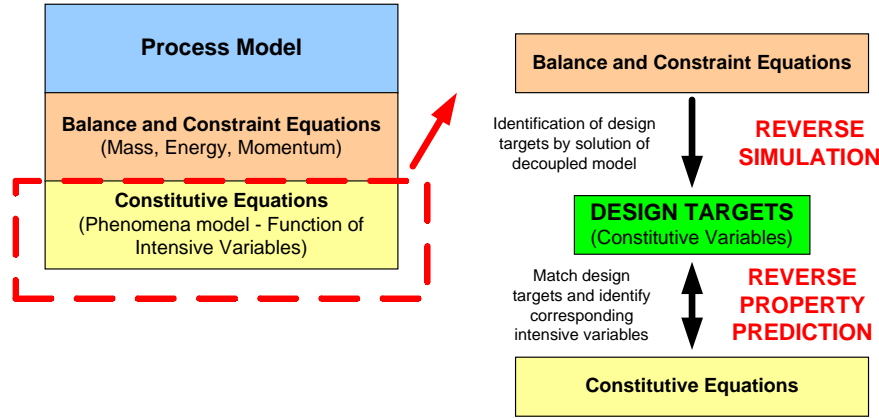 Process Model
Balance and Constraint Equations
(Mass, Energy, Momentum)
Constitutive Equations
(Phenomena model - Function of
Intensive Variables)
Balance and Constraint Equations
Identification of design
targets by solution of
decoupled model
REVERSE
SIMULATION
DESIGN TARGETS
(Constitutive Variables)
Match design
targets and identify
corresponding
intensive variables
REVERSE
PROPERTY
PREDICTION
Constitutive Equations